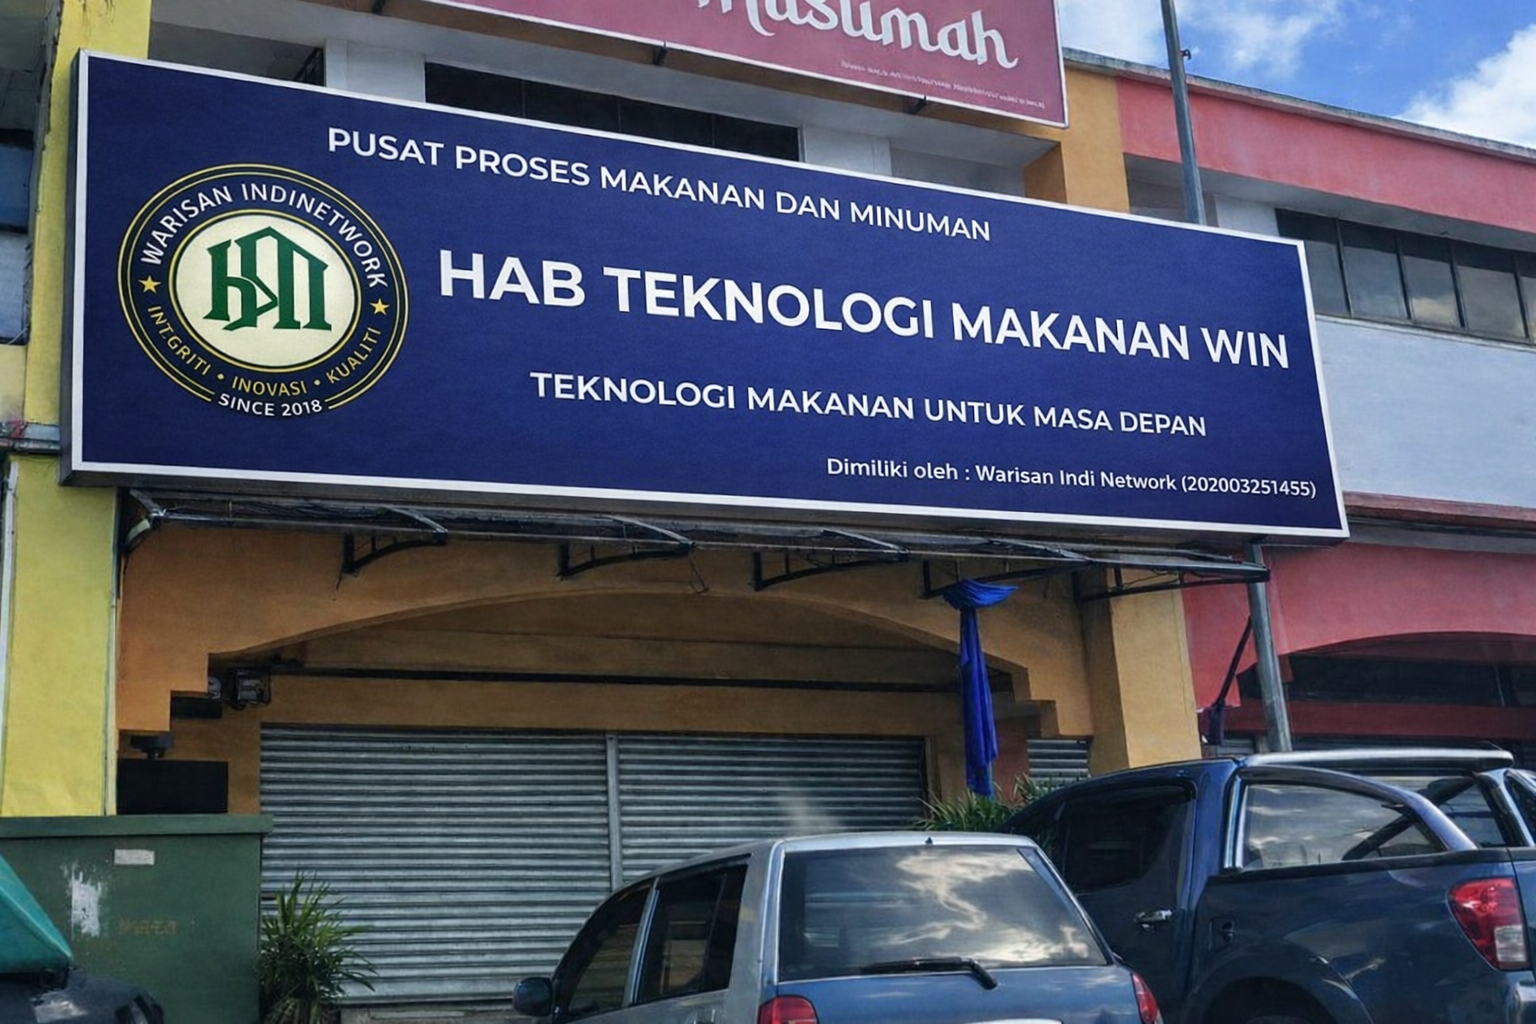 Muslimah
PUSAT PROSES MAKANAN DAN MINUMAN
WARISAN INDINETWORK
INT.GRITI • INOVASI • KUALITI
SINCE 2018
HAB TEKNOLOGI MAKANAN WIN
TEKNOLOGI MAKANAN UNTUK MASA DEPAN
Dimiliki oleh : Warisan Indi Network (202003251455)